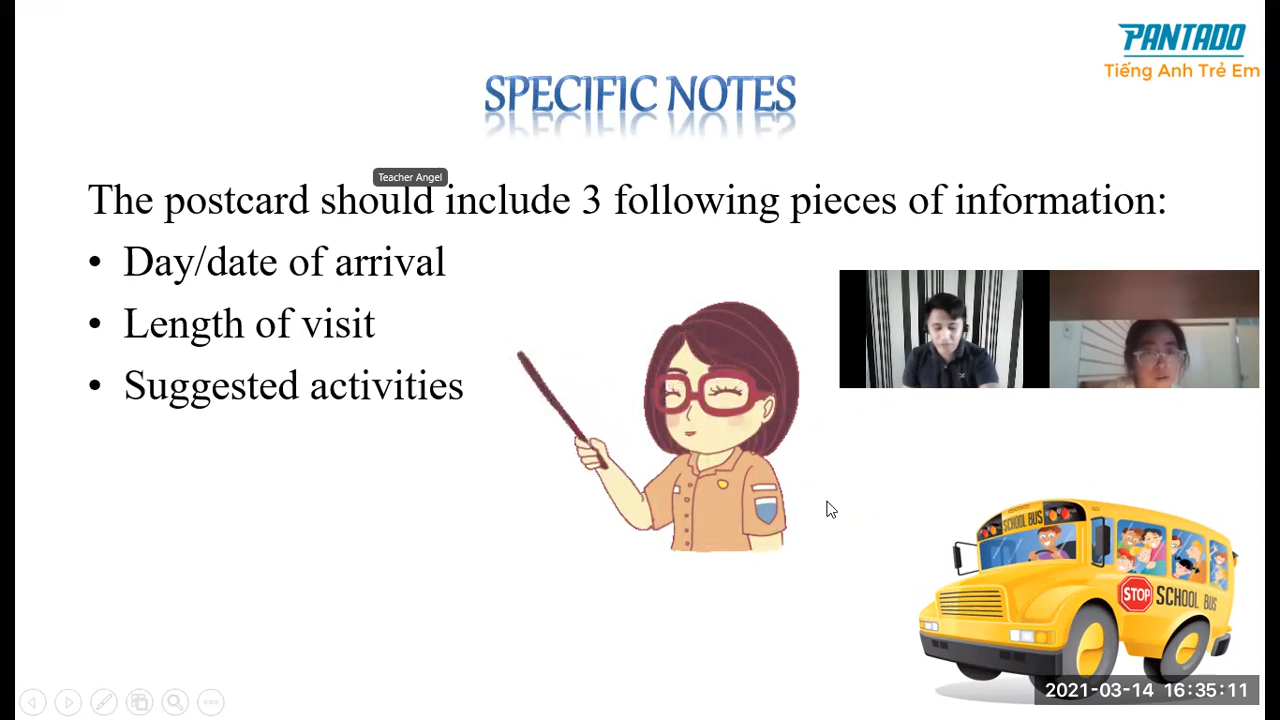 PANTADO
Tiếng Anh Trẻ Em
SPECIFIC NOTES
Teacher Angel
The postcard should include 3 following pieces of information:
• Day/date of arrival
• Length of visit
• Suggested activities
SCHOOL BUS
STOP SCHOOL BUS
2021-03-14 16:35:11